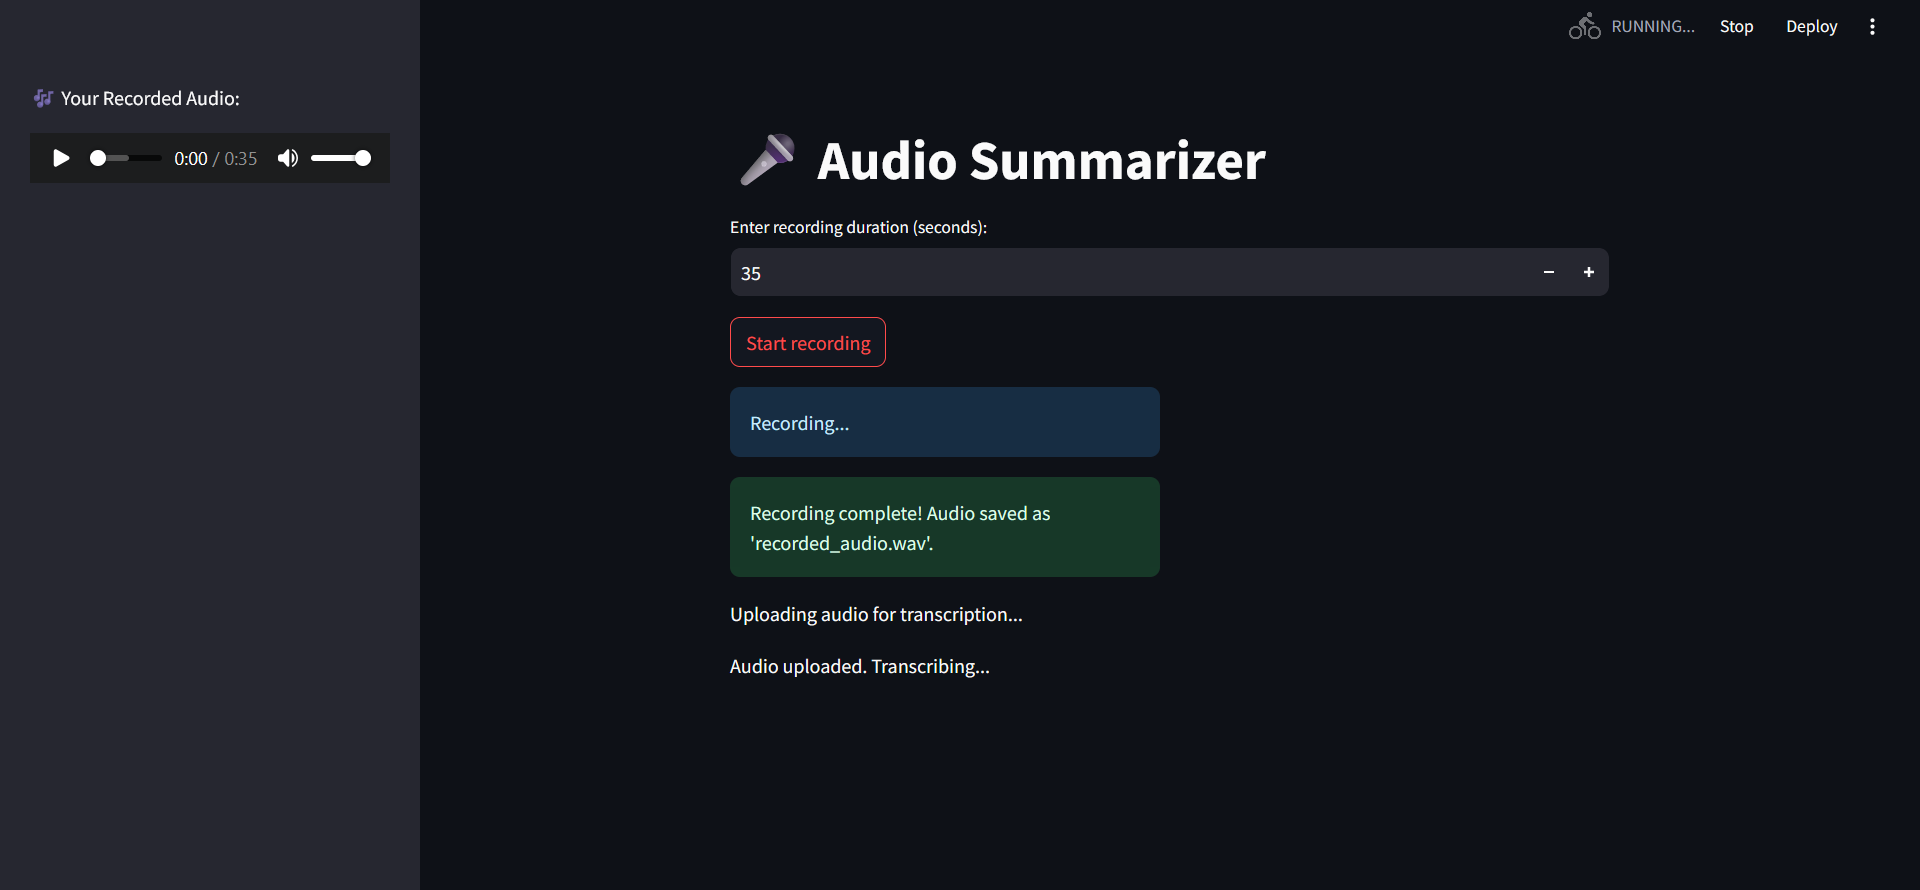 RUNNING...
Stop
Deploy
Your Recorded Audio:
0:00 / 0:35
Audio Summarizer
Enter recording duration (seconds):
35
Start recording
Recording...
Recording complete! Audio saved as
'recorded_audio.wav'.
Uploading audio for transcription...
Audio uploaded. Transcribing...